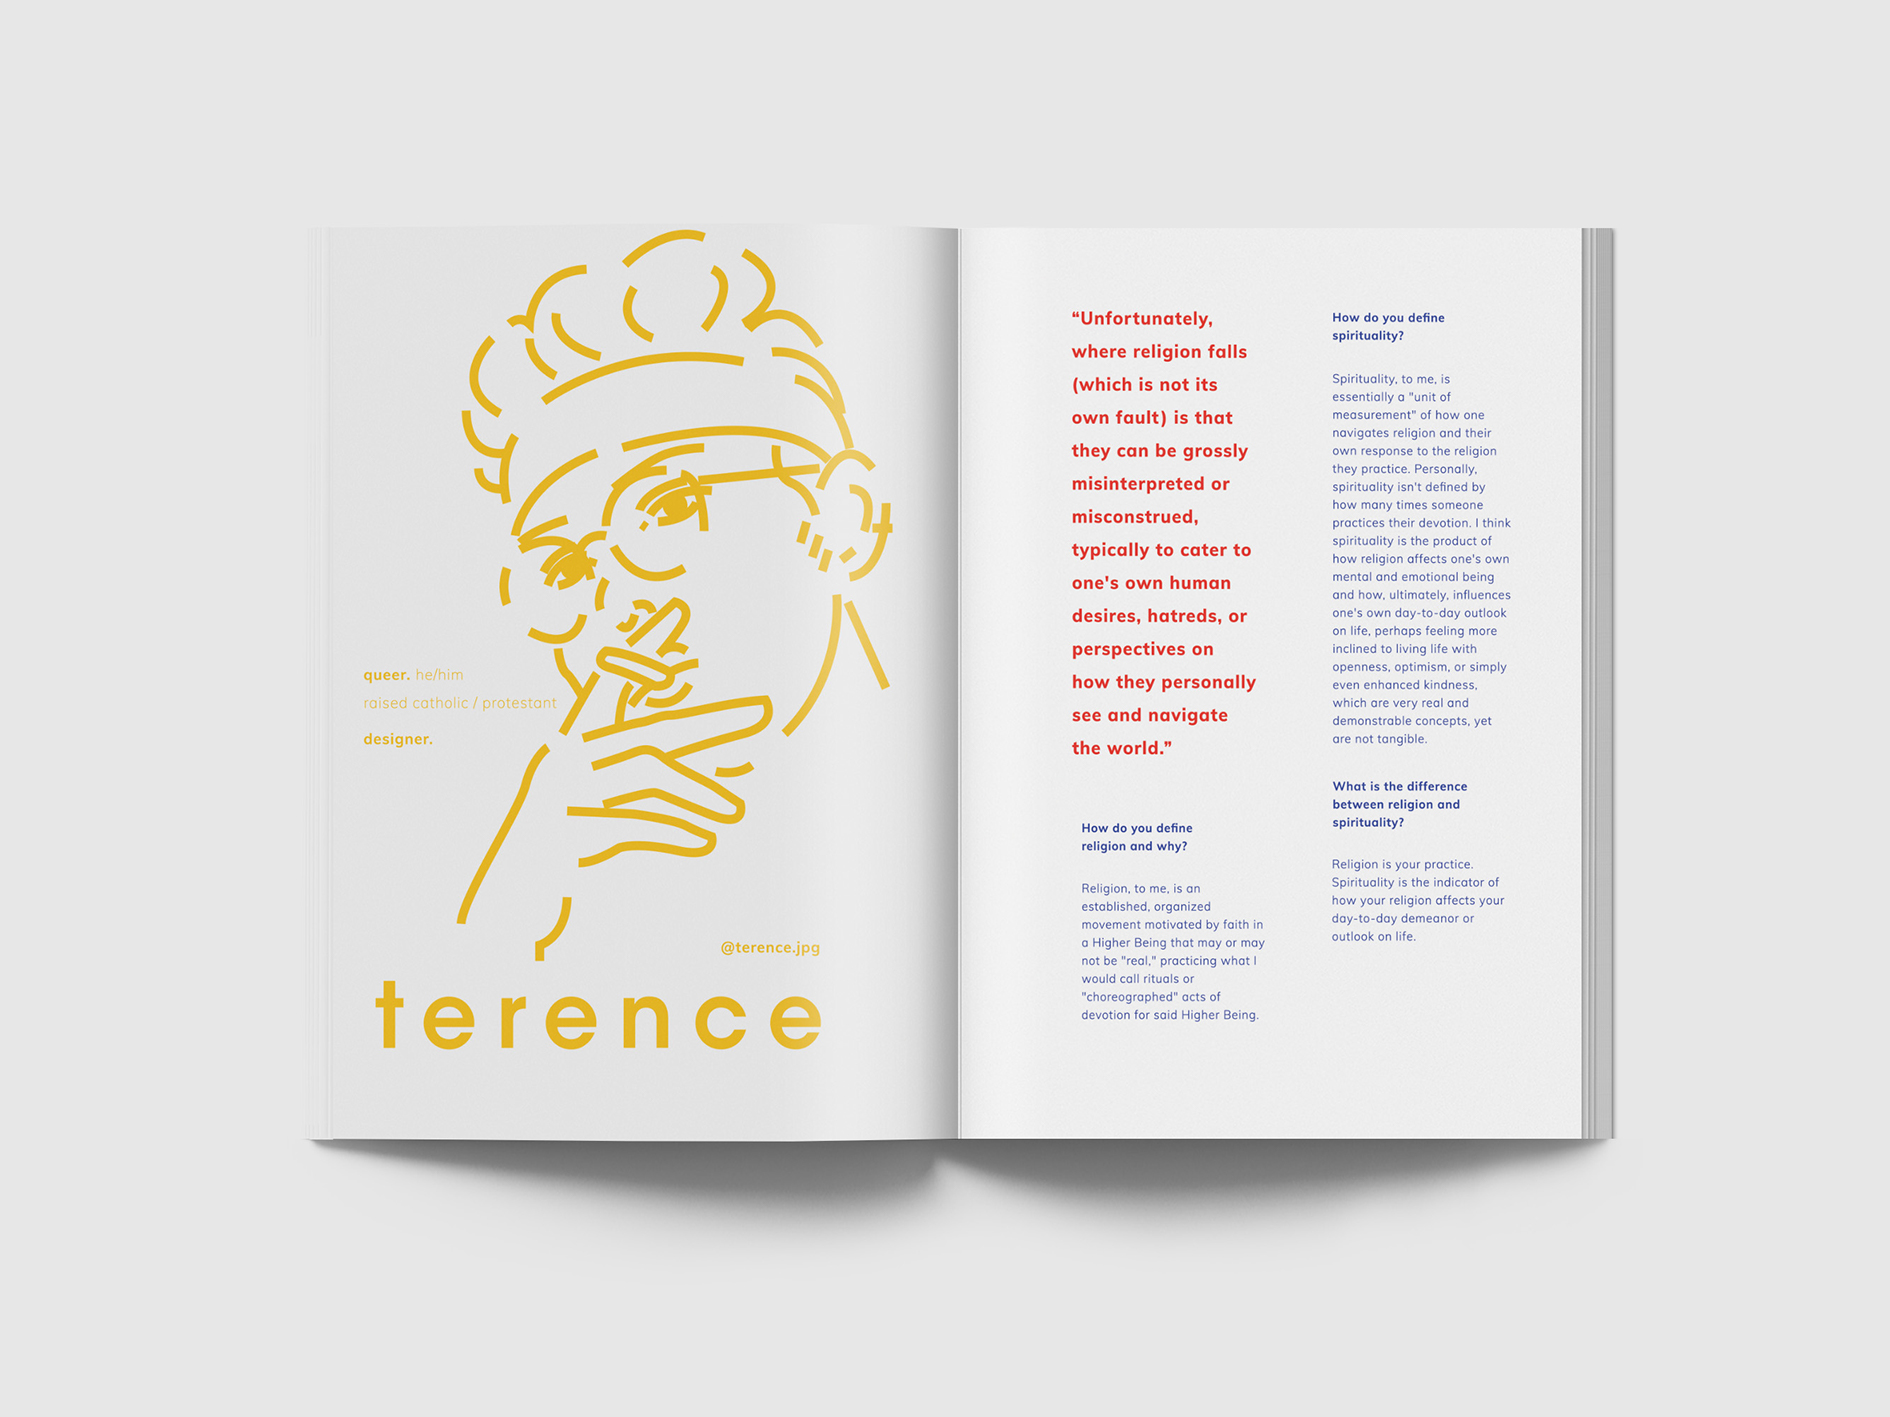 queer. he/him
raised catholic / protestant
designer.
@terence.jpg
terence
“Unfortunately,
where religion falls
(which is not its
own fault) is that
they can be grossly
misinterpreted or
misconstrued,
typically to cater to
one's own human
desires, hatreds, or
perspectives on
how they personally
see and navigate
the world.”
How do you define
religion and why?
Religion, to me, is an
established, organized
movement motivated by faith in
a Higher Being that may or may
not be "real," practicing what I
would call rituals or
"choreographed" acts of
devotion for said Higher Being.
How do you define
spirituality?
Spirituality, to me, is
essentially a "unit of
measurement" of how one
navigates religion and their
own response to the religion
they practice. Personally,
spirituality isn't defined by
how many times someone
practices their devotion. I think
spirituality is the product of
how religion affects one's own
mental and emotional being
and how, ultimately, influences
one's own day-to-day outlook
on life, perhaps feeling more
inclined to living life with
openness, optimism, or simply
even enhanced kindness,
which are very real and
demonstrable concepts, yet
are not tangible.
What is the difference
between religion and
spirituality?
Religion is your practice.
Spirituality is the indicator of
how your religion affects your
day-to-day demeanor or
outlook on life.